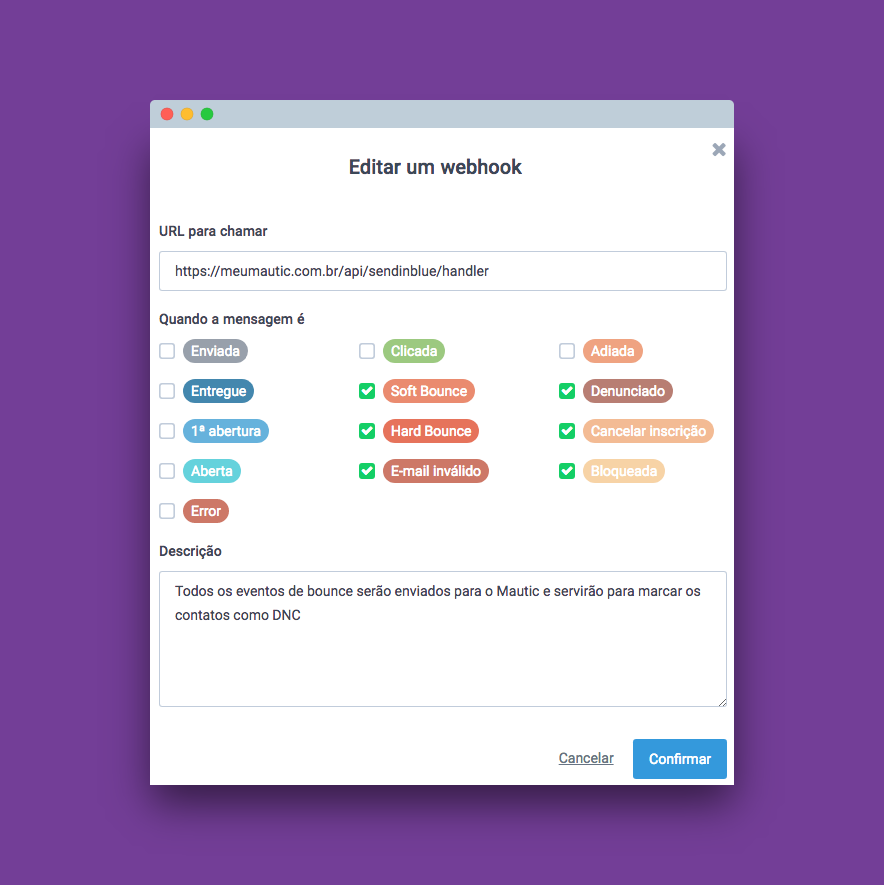 Editar um webhook
URL para chamar
https://meumautic.com.br/api/sendinblue/handler
Quando a mensagem é
Enviada Clicada Adiada
Entregue Soft Bounce Denunciado
1ª abertura Hard Bounce Cancelar inscrição
Aberta E-mail inválido Bloqueada
Error
Descrição
Todos os eventos de bounce serão enviados para o Mautic e servirão para marcar os
contatos como DNC
Cancelar Confirmar